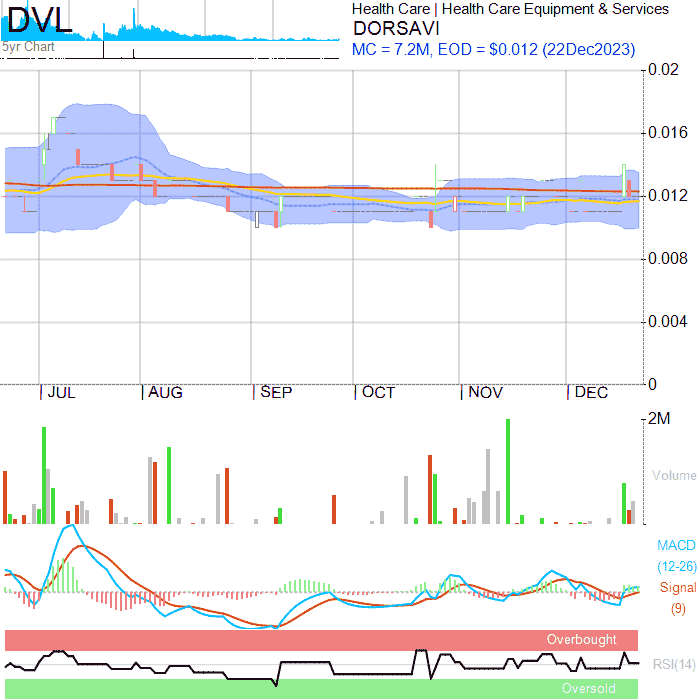 DVL
5yr Chart
Health Care | Health Care Equipment & Services
DORSAVI
MC = 7.2M, EOD = $0.012 (22Dec2023)
0.02
0.016
0.012
0.008
0.004
0
JUL AUG SEP OCT NOV DEC
2M
Volume
MACD
(12-26)
Signal
(9)
Overbought
RSI(14)
Oversold